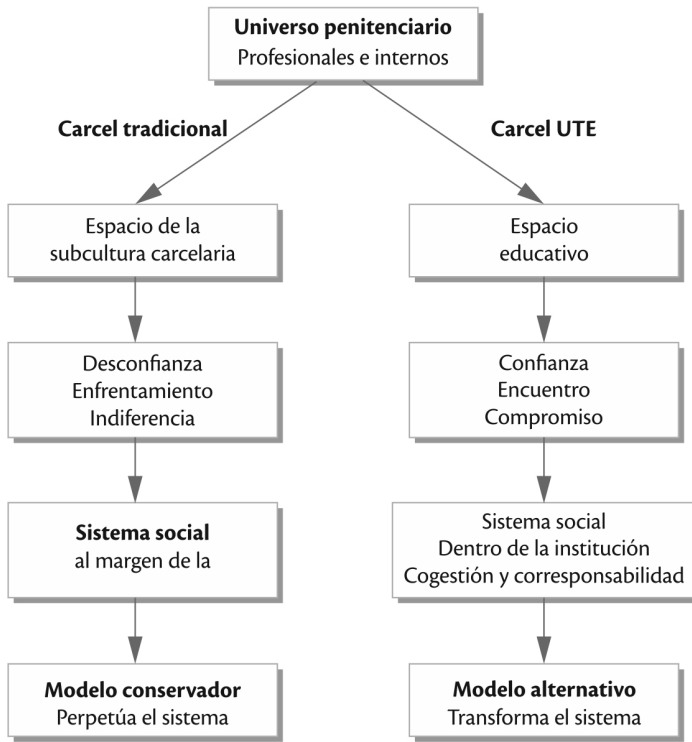 Universo penitenciario
Profesionales e internos
Carcel tradicional
Carcel UTE
Espacio de la
subcultura carcelaria
Espacio
educativo
Desconfianza
Enfrentamiento
Indiferencia
Confianza
Encuentro
Compromiso
Sistema social
al margen de la
Sistema social
Dentro de la institución
Cogestión y corresponsabilidad
Modelo conservador
Perpetúa el sistema
Modelo alternativo
Transforma el sistema